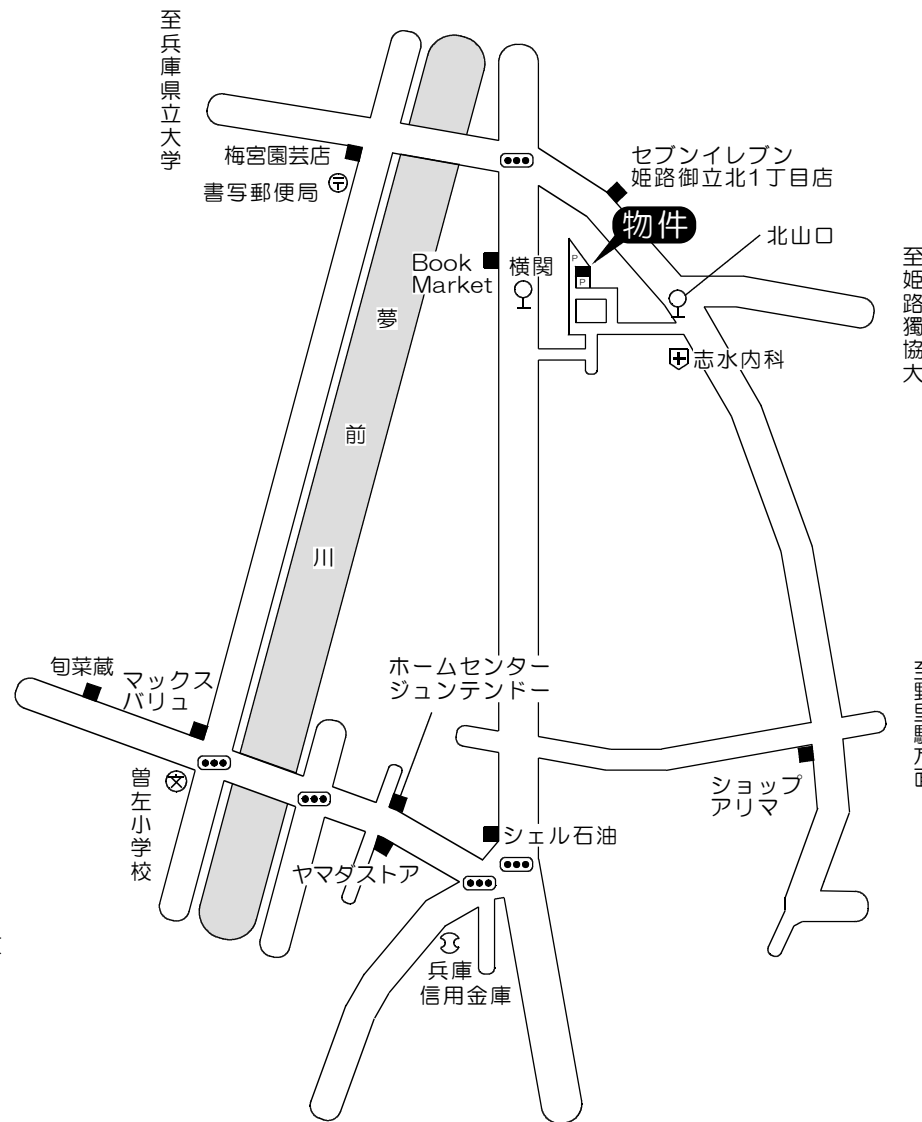 至兵庫県立大学
梅宮園芸店
書写郵便局
セブンイレブン
姫路御立北1丁目店
物件
北山口
Book
Market
横関
P
P
至姫路獨協大
志水内科
夢前川
旬菜蔵
マックス
バリュ
ホームセンター
ジュンテンドー
曽左小学校
文
ショップ
アリマ
シェル石油
ヤマダストア
兵庫
信用金庫